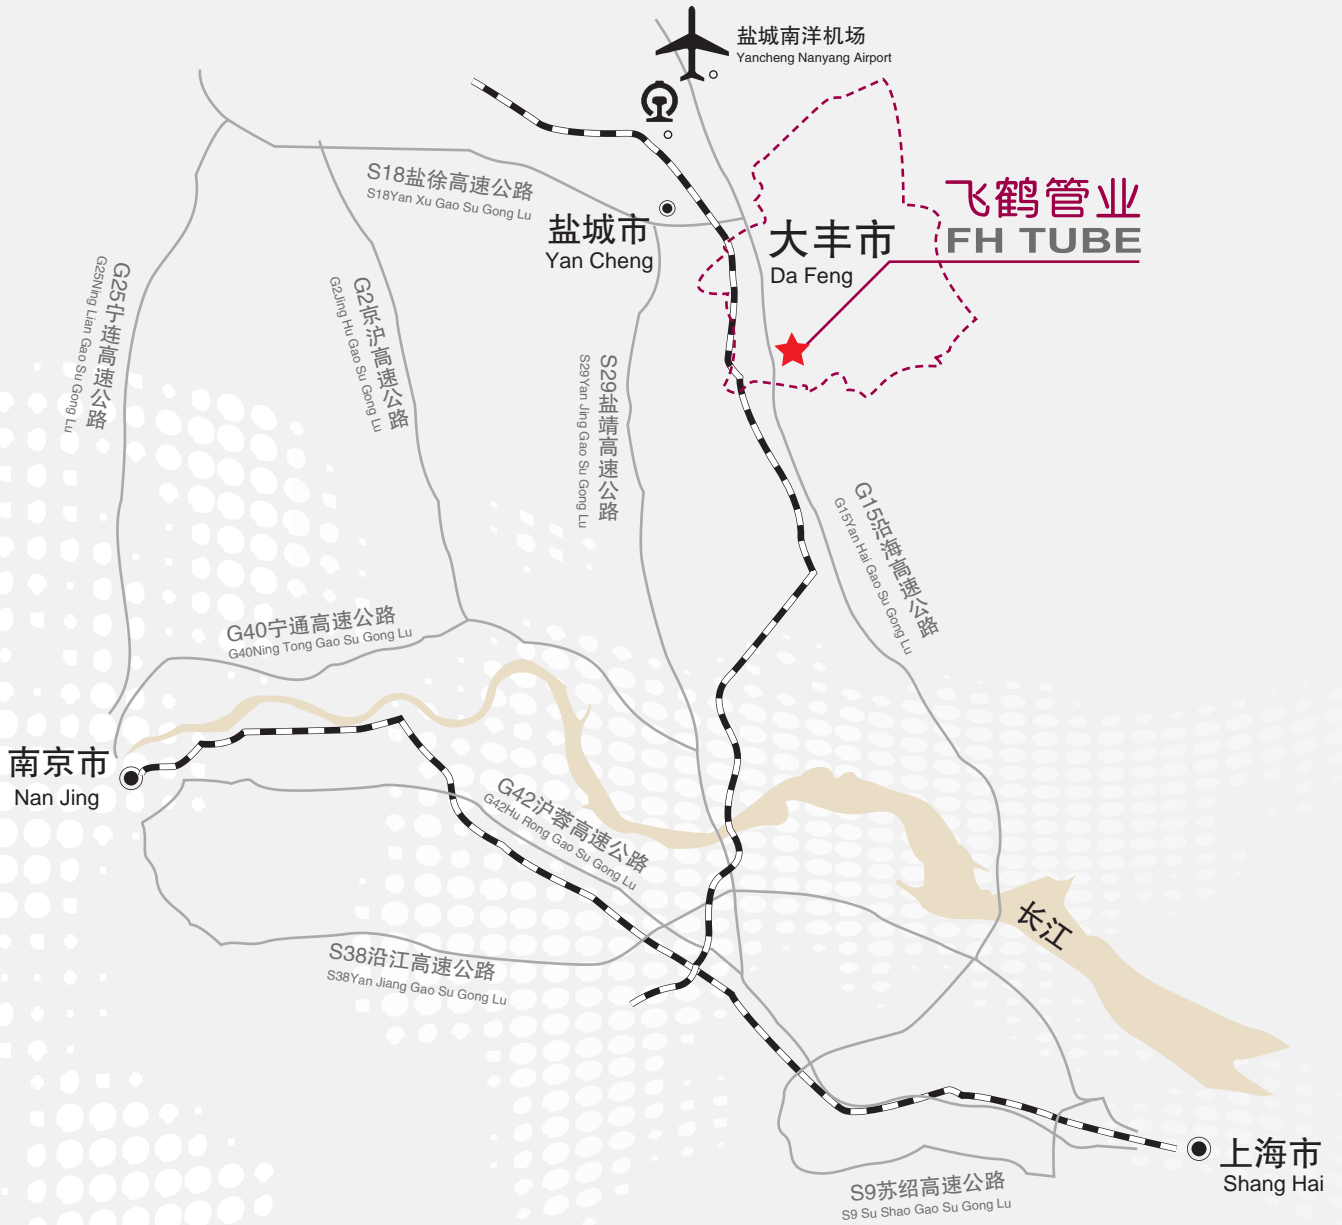 盐城南洋机场
Yancheng Nanyang Airport
S18盐徐高速公路
S18Yan Xu Gao Su Gong Lu
飞鹤管业
FH TUBE
盐城市
Yan Cheng
大丰市
Da Feng
G25宁连高速公路
G25Ning Lian Gao Su Gong Lu
G2京沪高速公路
G2Jing Hu Gao Su Gong Lu
S29盐靖高速公路
S29Yan Jing Gao Su Gong Lu
G15沿海高速公路
G15Yan Hai Gao Su Gong Lu
G40宁通高速公路
G40Ning Tong Gao Su Gong Lu
南京市
Nan Jing
G42沪蓉高速公路
G42Hu Rong Gao Su Gong Lu
长江
S38沿江高速公路
S38Yan Jiang Gao Su Gong Lu
上海市
Shang Hai
S9苏绍高速公路
S9 Su Shao Gao Su Gong Lu